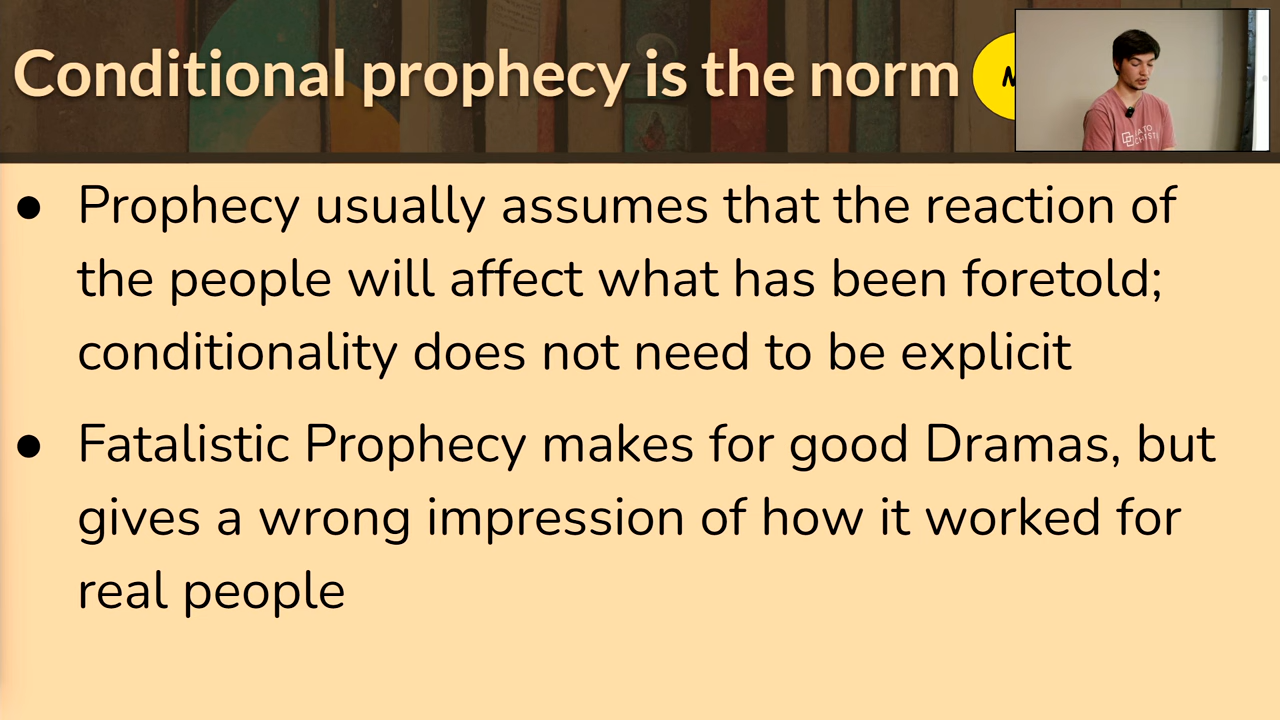 Conditional prophecy is the norm
● Prophecy usually assumes that the reaction of
the people will affect what has been foretold;
conditionality does not need to be explicit
● Fatalistic Prophecy makes for good Dramas, but
gives a wrong impression of how it worked for
real people